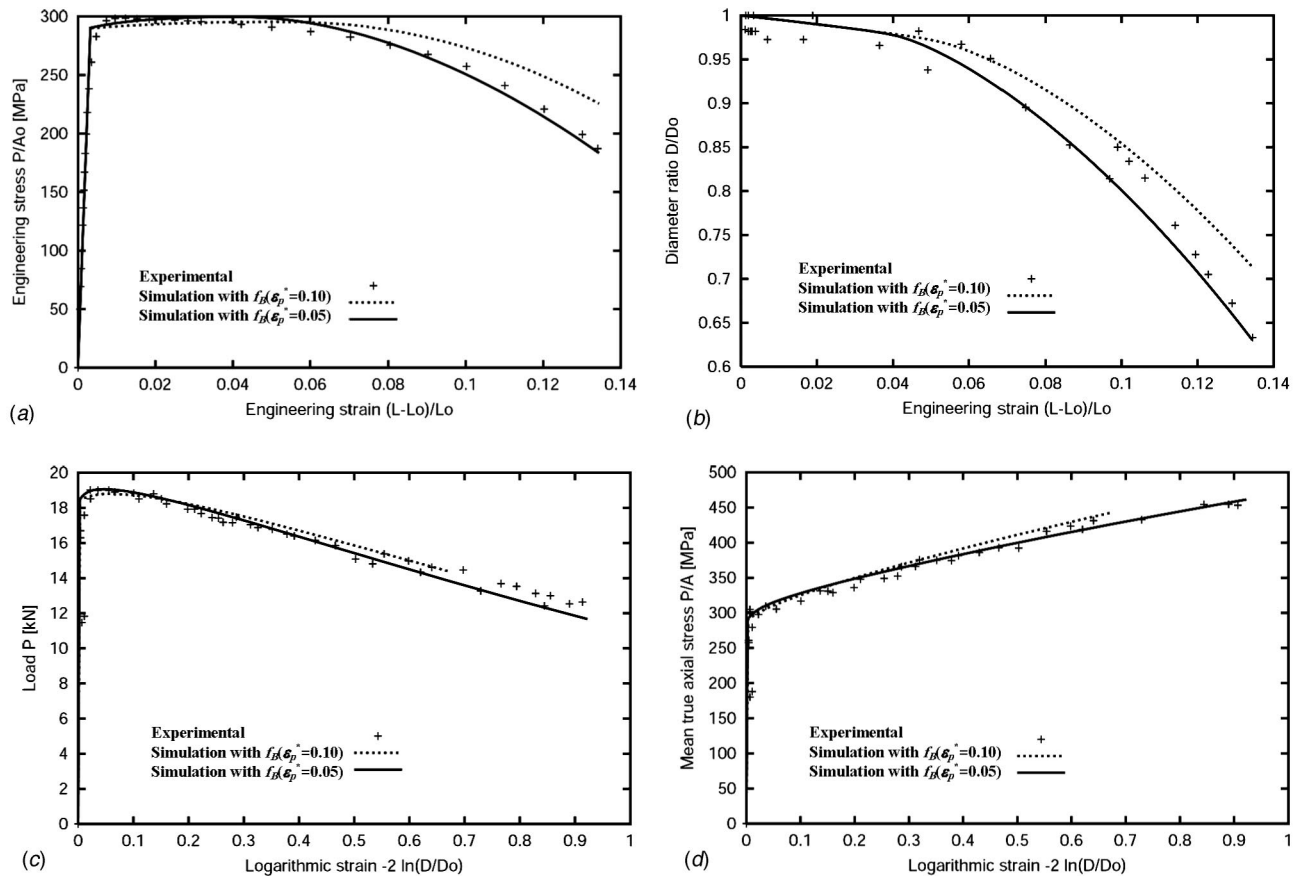 300
250
200
150
100
50
0
Engineering stress P/Ao [MPa]
Experimental
Simulation with f_B(ε_p*=0.10)
Simulation with f_B(ε_p*=0.05)
0 0.02 0.04 0.06 0.08 0.1 0.12 0.14
Engineering strain (L-Lo)/Lo
(a)
1
0.95
0.9
0.85
0.8
0.75
0.7
0.65
0.6
Diameter ratio D/Do
Experimental
Simulation with f_B(ε_p*=0.10)
Simulation with f_B(ε_p*=0.05)
0 0.02 0.04 0.06 0.08 0.1 0.12 0.14
Engineering strain (L-Lo)/Lo
(b)
20
18
16
14
12
10
8
6
4
2
0
Load P [kN]
Experimental
Simulation with f_B(ε_p*=0.10)
Simulation with f_B(ε_p*=0.05)
0 0.1 0.2 0.3 0.4 0.5 0.6 0.7 0.8 0.9 1
Logarithmic strain -2 ln(D/Do)
(c)
500
450
400
350
300
250
200
150
100
50
0
Mean true axial stress P/A [MPa]
Experimental
Simulation with f_B(ε_p*=0.10)
Simulation with f_B(ε_p*=0.05)
0 0.1 0.2 0.3 0.4 0.5 0.6 0.7 0.8 0.9 1
Logarithmic strain -2 ln(D/Do)
(d)